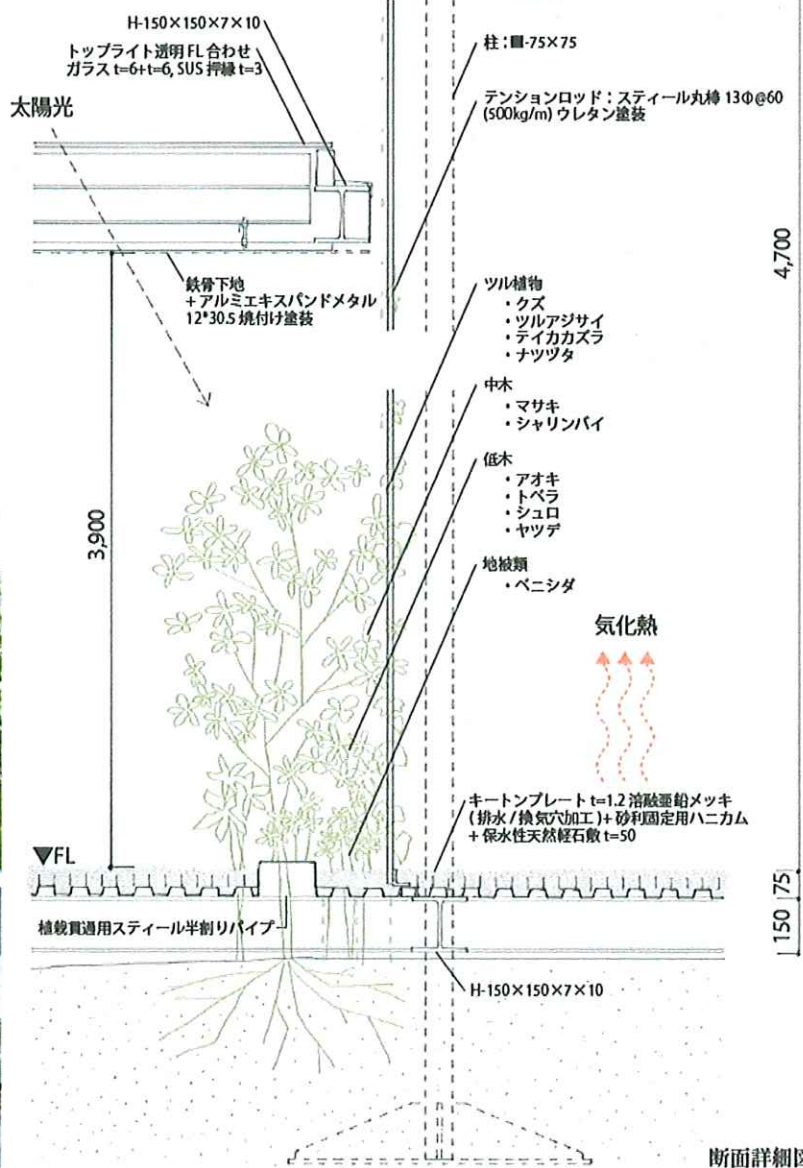 H-150×150×7×10
トップライト透明 FL 合わせ
ガラス t=6+t=6, SUS 押縁 t=3
太陽光
柱：■-75×75
テンションロッド：スティール丸棒 13Φ@60
(500kg/m) ウレタン塗装
4,700
鉄骨下地
+ アルミエキスパンドメタル
12*30.5 焼付け塗装
ツル植物
・クズ
・ツルアジサイ
・テイカカズラ
・ナツヅタ
中木
・マサキ
・シャリンバイ
低木
・アオキ
・トベラ
・シュロ
・ヤツデ
地被類
・ベニシダ
3,900
気化熱
キートンプレート t=1.2 溶融亜鉛メッキ
(排水 / 換気穴加工)+ 砂利固定用ハニカム
+ 保水性天然軽石敷 t=50
▼FL
75
150
植栽貫通用スティール半割りパイプ
H-150×150×7×10
断面詳細図